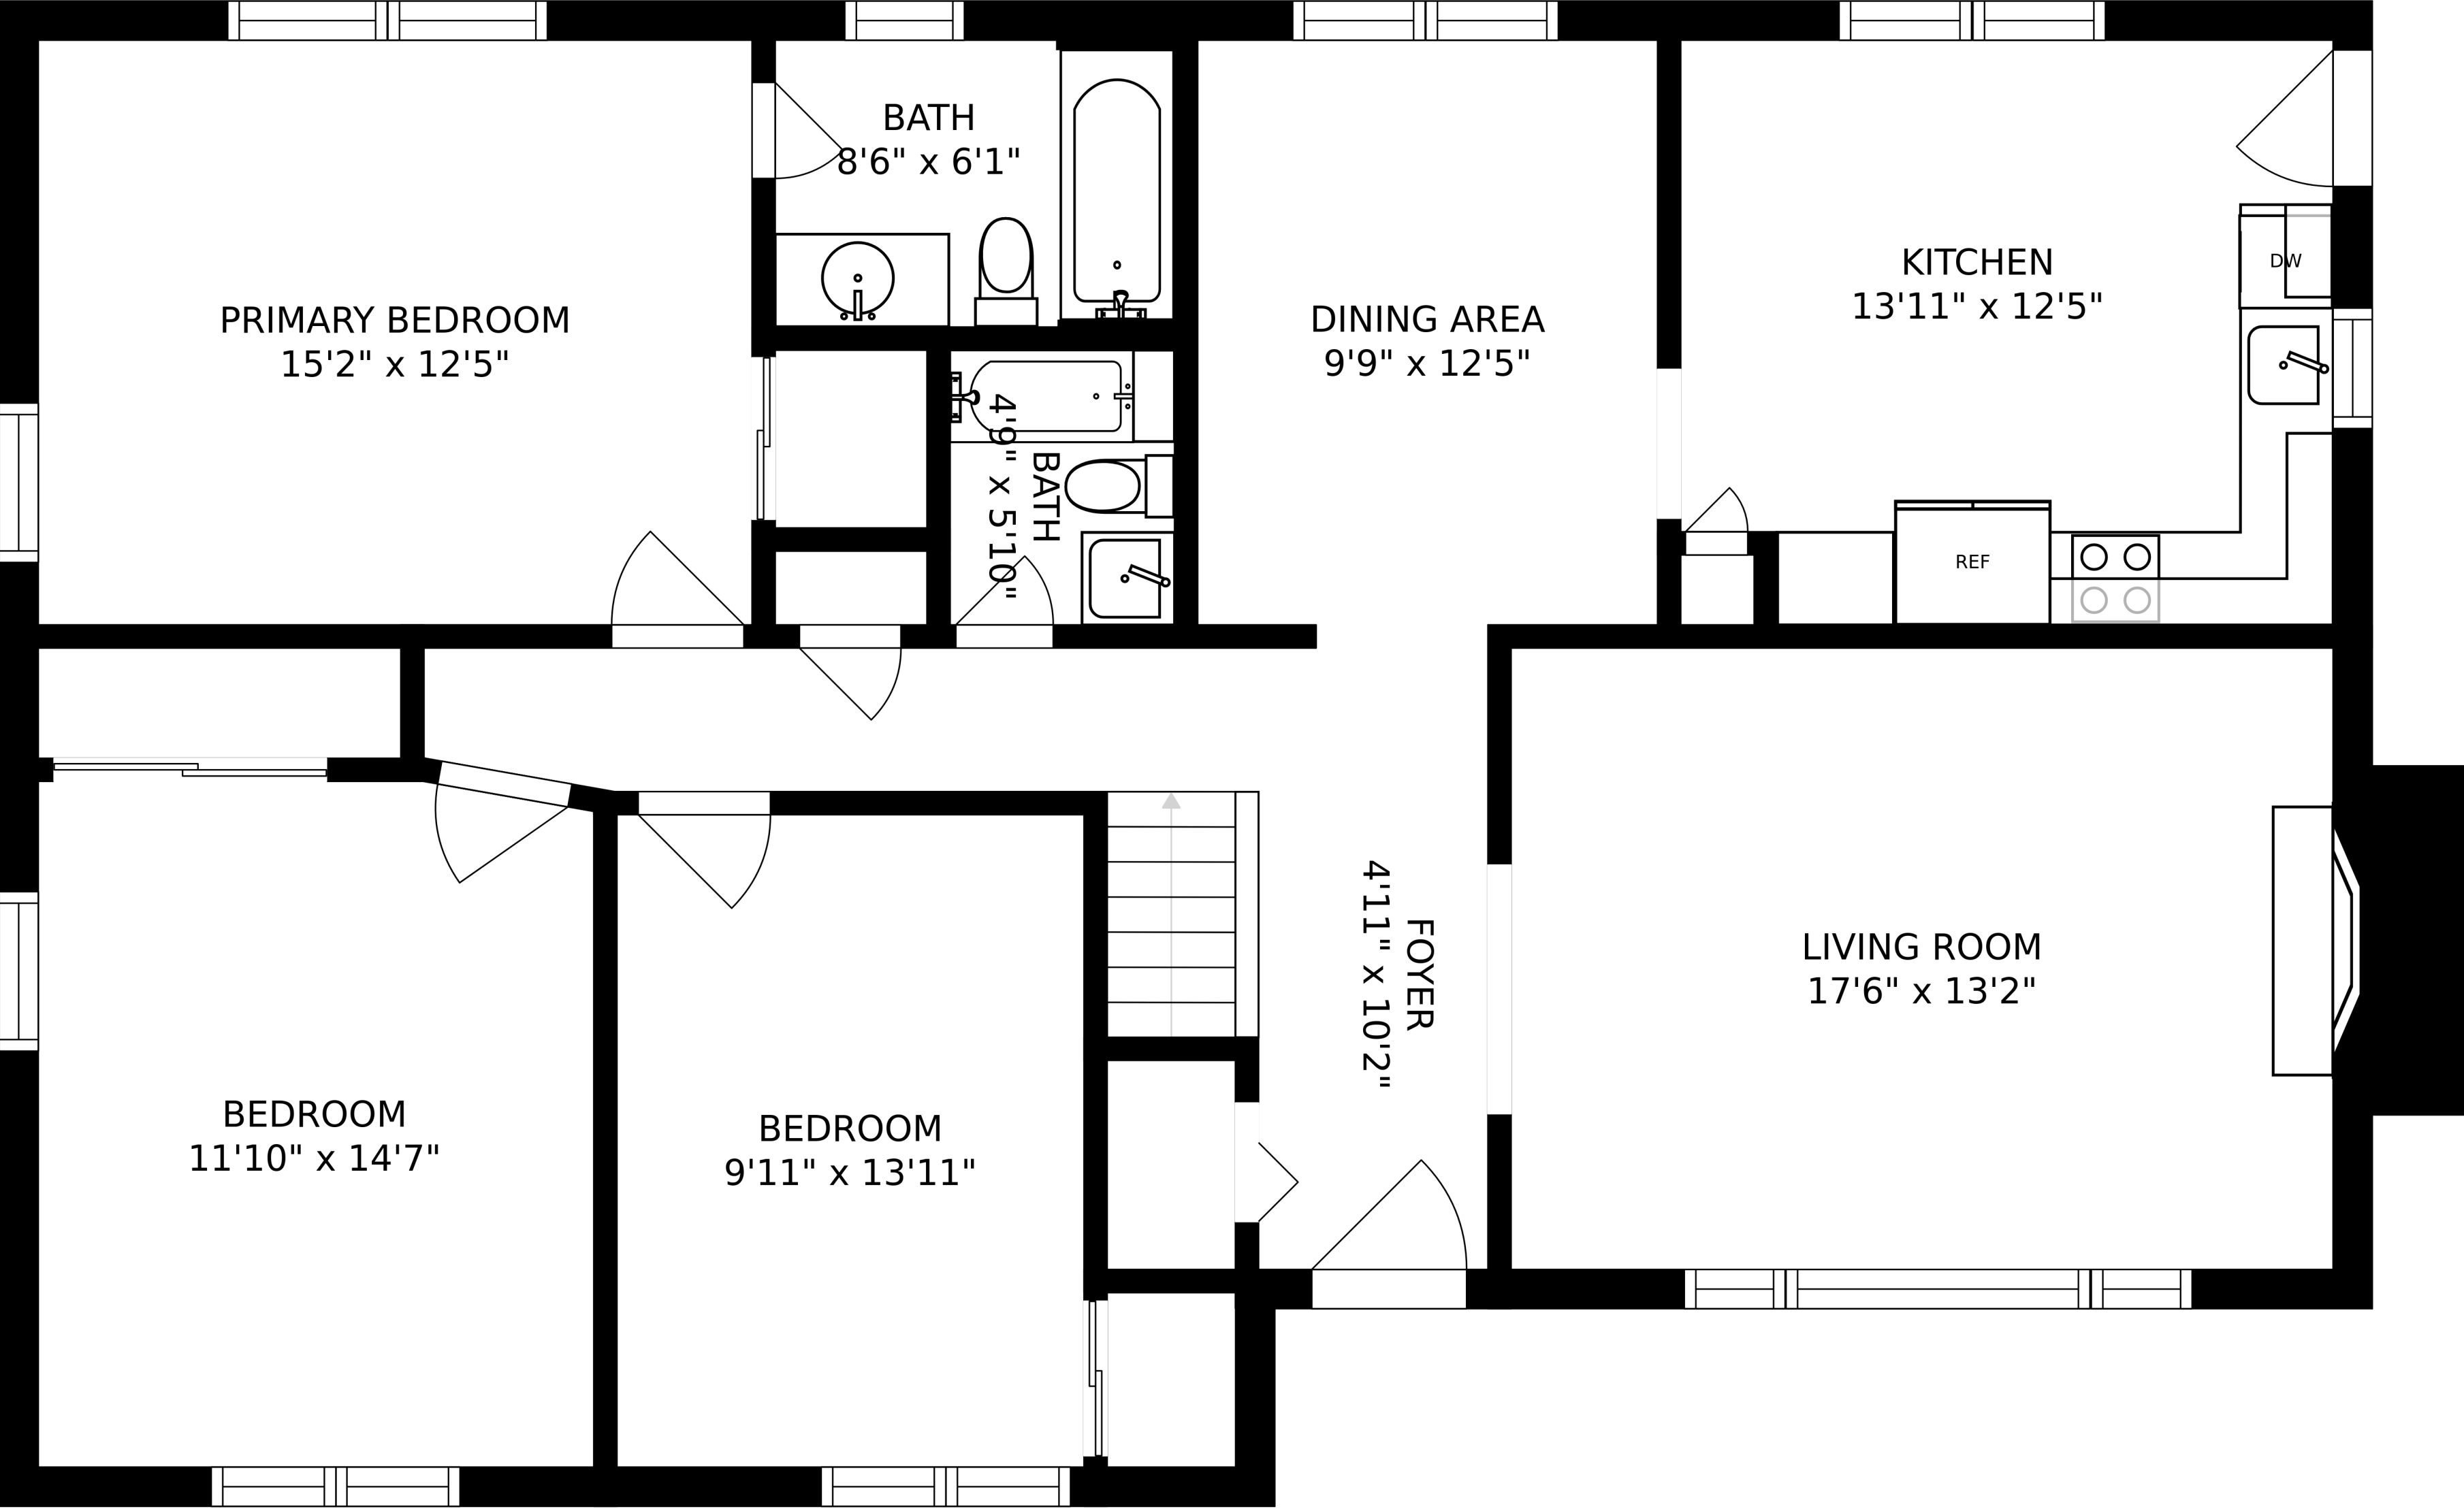 BATH
8'6" x 6'1"
PRIMARY BEDROOM
15'2" x 12'5"
DINING AREA
9'9" x 12'5"
KITCHEN
13'11" x 12'5"
DW
BATH
4'9" x 5'10"
REF
FOYER
4'11" x 10'2"
LIVING ROOM
17'6" x 13'2"
BEDROOM
11'10" x 14'7"
BEDROOM
9'11" x 13'11"